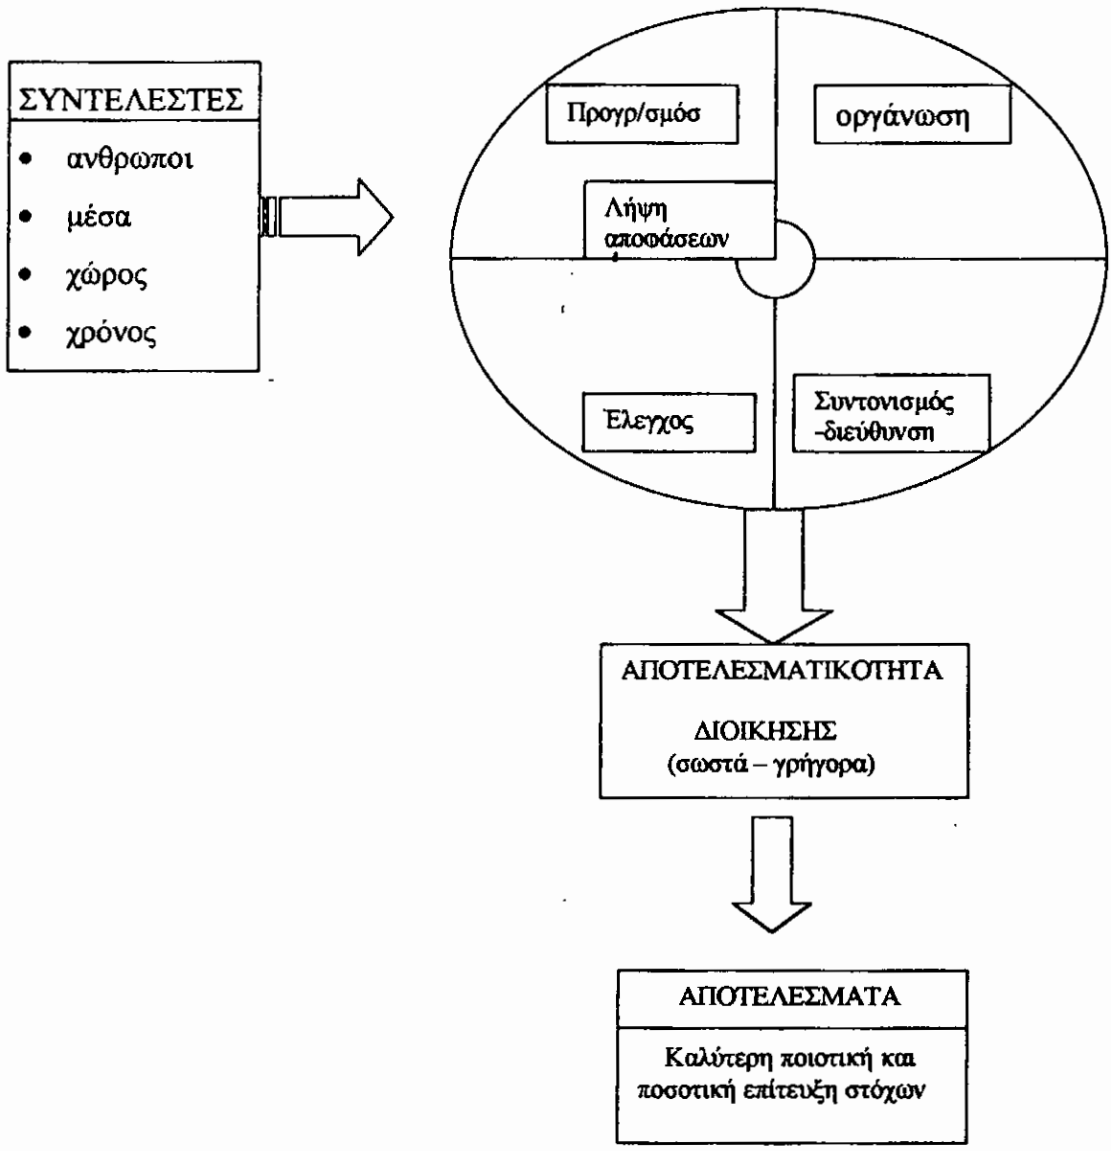 ΣΥΝΤΕΛΕΣΤΕΣ
• ανθρωποι
• μέσα
• χώρος
• χρόνος
Προγρ/σμόσ
οργάνωση
Λήψη
αποφάσεων
Έλεγχος
Συντονισμός
-διεύθυνση
ΑΠΟΤΕΛΕΣΜΑΤΙΚΟΤΗΤΑ
ΔΙΟΙΚΗΣΗΣ
(σωστά – γρήγορα)
ΑΠΟΤΕΛΕΣΜΑΤΑ
Καλύτερη ποιοτική και
ποσοτική επίτευξη στόχων